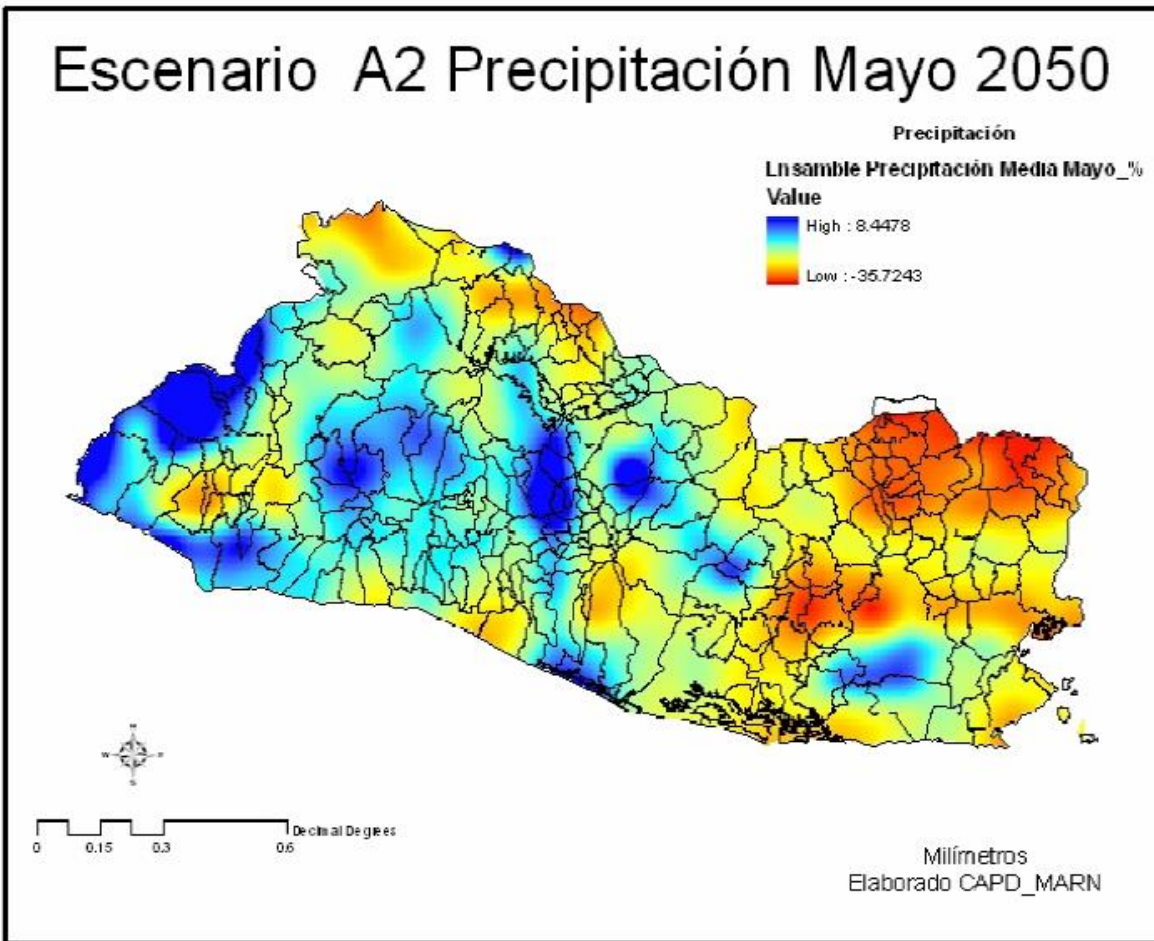 Escenario A2 Precipitación Mayo 2050
Precipitación
Ensamble Precipitación Media Mayo_%
Value
High : 8.4478
Low : -35.7243
N
W E
S
Decimal Degrees
0 0.15 0.3 0.6
Milímetros
Elaborado CAPD_MARN